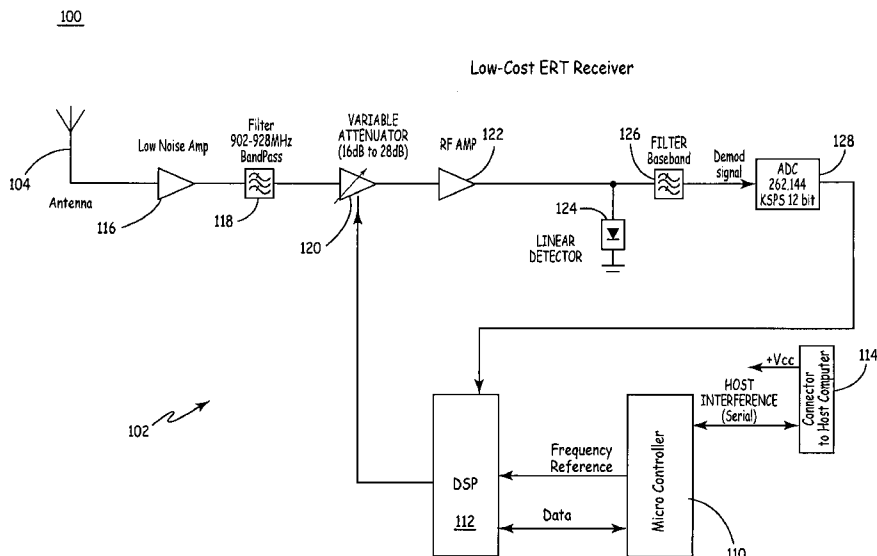 100
Low-Cost ERT Receiver
104
Antenna
Low Noise Amp
116
Filter
902-928MHz
BandPass
118
VARIABLE
ATTENUATOR
(16dB to 28dB)
120
RF AMP
122
124
LINEAR
DETECTOR
126
FILTER
Baseband
Demod
signal
ADC
262,144
KSPS 12 bit
128
102
DSP
112
Frequency
Reference
Data
Micro Controller
110
HOST
INTERFERENCE
(Serial)
+Vcc
Connector
to Host Computer
114